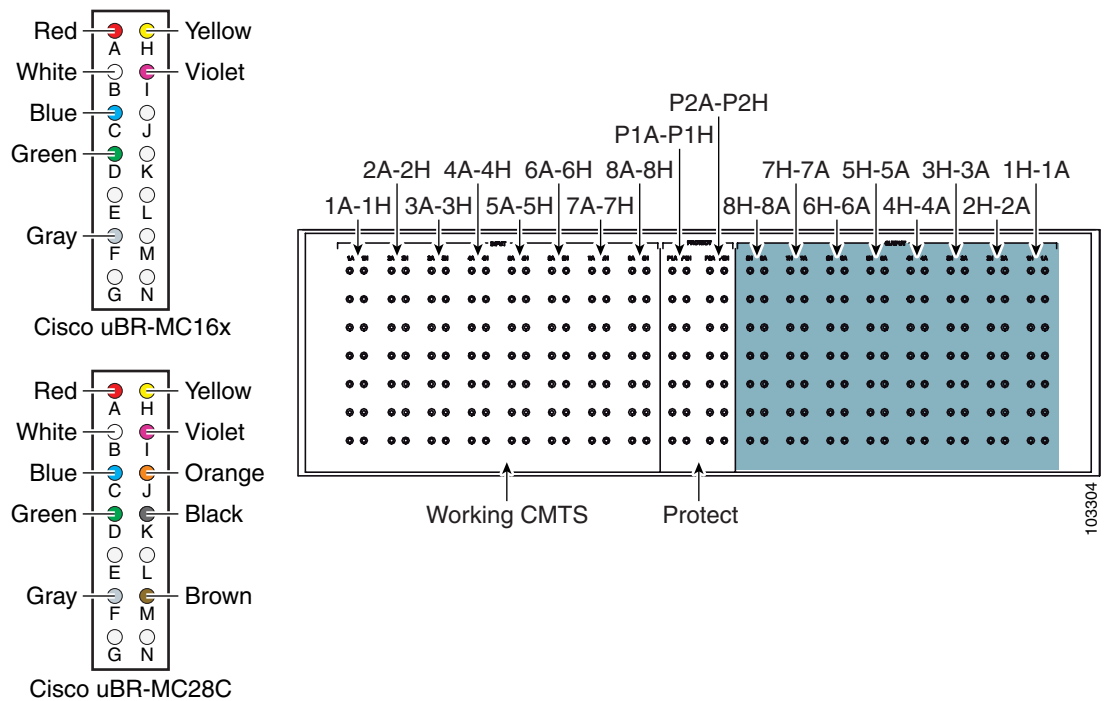 Red Yellow
A H
White Violet
B I
Blue
C J
Green
D K
E L
Gray
F M
G N
Cisco uBR-MC16x
Red Yellow
A H
White Violet
B I
Blue Orange
C J
Green Black
D K
E L
Gray Brown
F M
G N
Cisco uBR-MC28C
P2A-P2H
P1A-P1H
2A-2H 4A-4H 6A-6H 8A-8H 7H-7A 5H-5A 3H-3A 1H-1A
1A-1H 3A-3H 5A-5H 7A-7H 8H-8A 6H-6A 4H-4A 2H-2A
INPUT PROTECT OUTPUT
Working CMTS Protect
103304